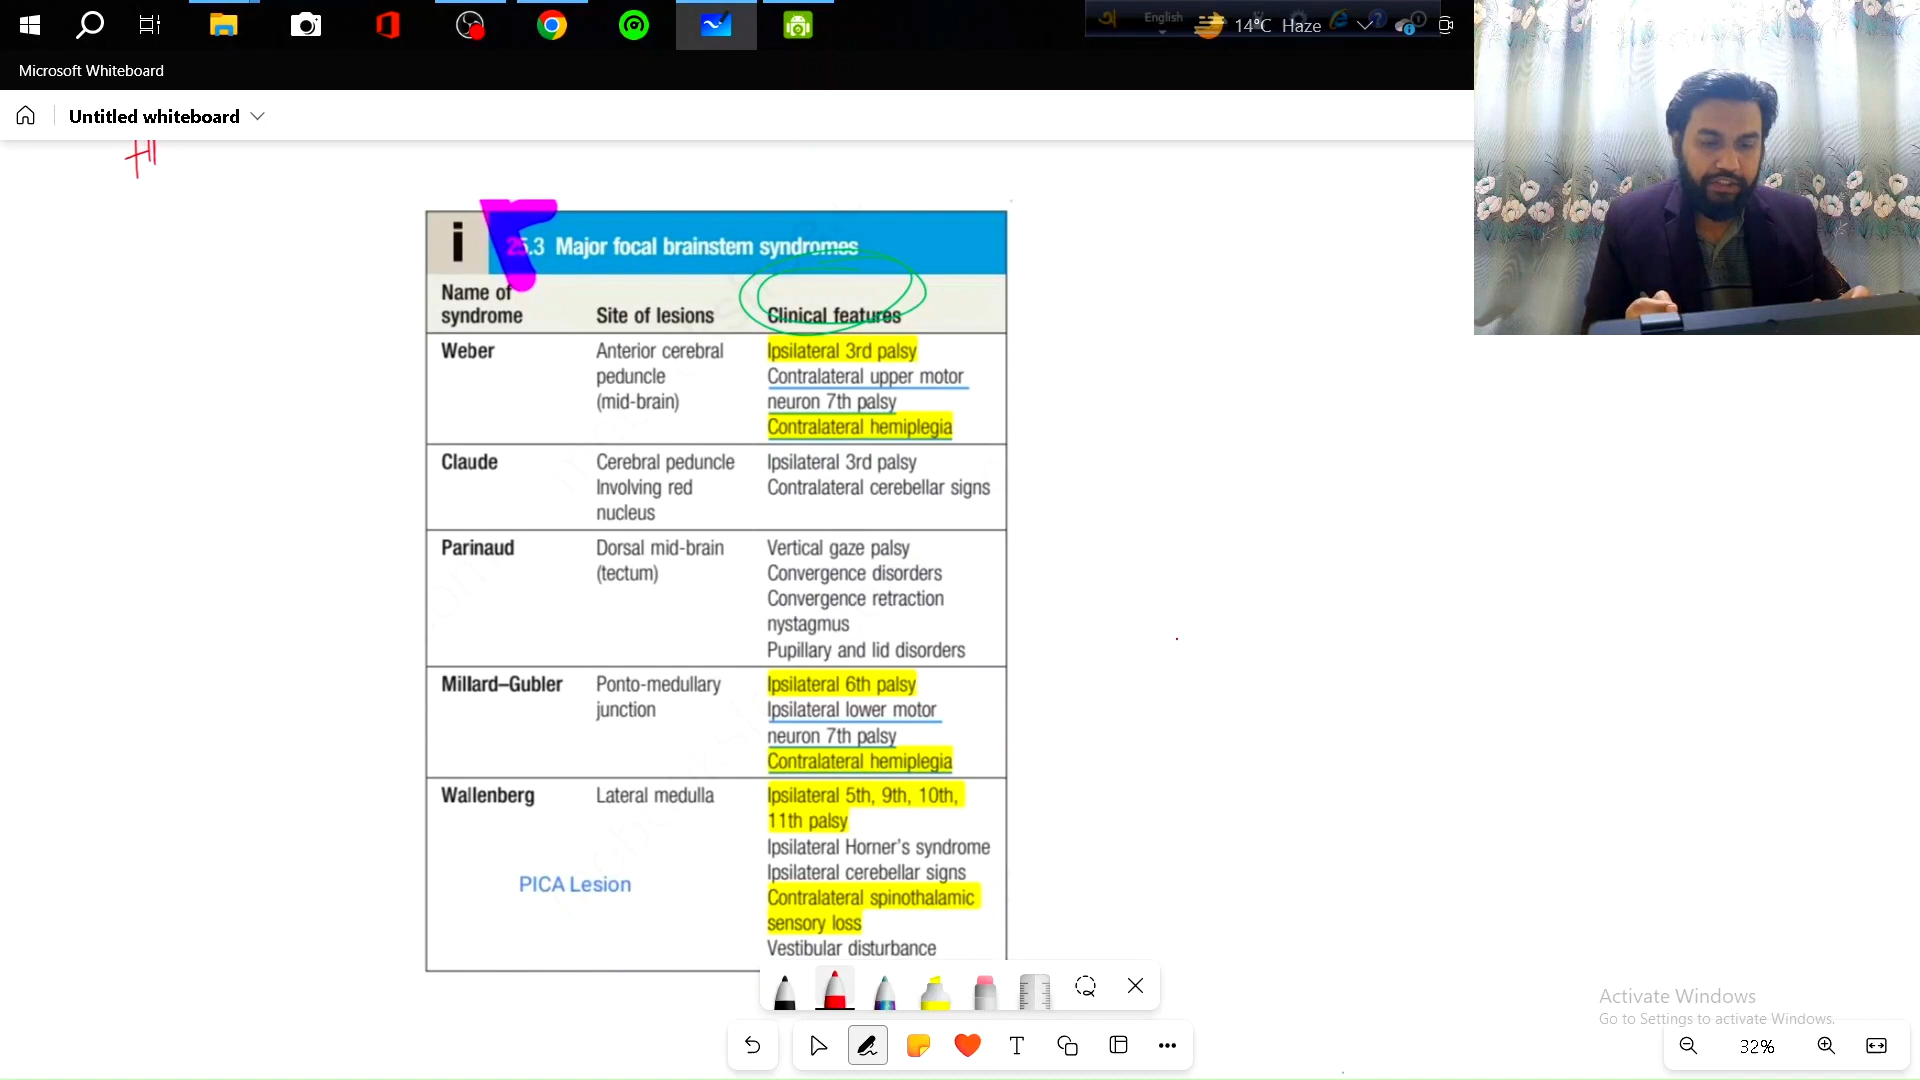 English
14°C Haze
Microsoft Whiteboard
Untitled whiteboard
i
25.3 Major focal brainstem syndromes
Name of syndrome
Site of lesions
Clinical features
Weber
Anterior cerebral
peduncle
(mid-brain)
Ipsilateral 3rd palsy
Contralateral upper motor
neuron 7th palsy
Contralateral hemiplegia
Claude
Cerebral peduncle
Involving red
nucleus
Ipsilateral 3rd palsy
Contralateral cerebellar signs
Parinaud
Dorsal mid-brain
(tectum)
Vertical gaze palsy
Convergence disorders
Convergence retraction
nystagmus
Pupillary and lid disorders
Millard–Gubler
Ponto-medullary
junction
Ipsilateral 6th palsy
Ipsilateral lower motor
neuron 7th palsy
Contralateral hemiplegia
Wallenberg
Lateral medulla
PICA Lesion
Ipsilateral 5th, 9th, 10th,
11th palsy
Ipsilateral Horner's syndrome
Ipsilateral cerebellar signs
Contralateral spinothalamic
sensory loss
Vestibular disturbance
Activate Windows
Go to Settings to activate Windows.
32%